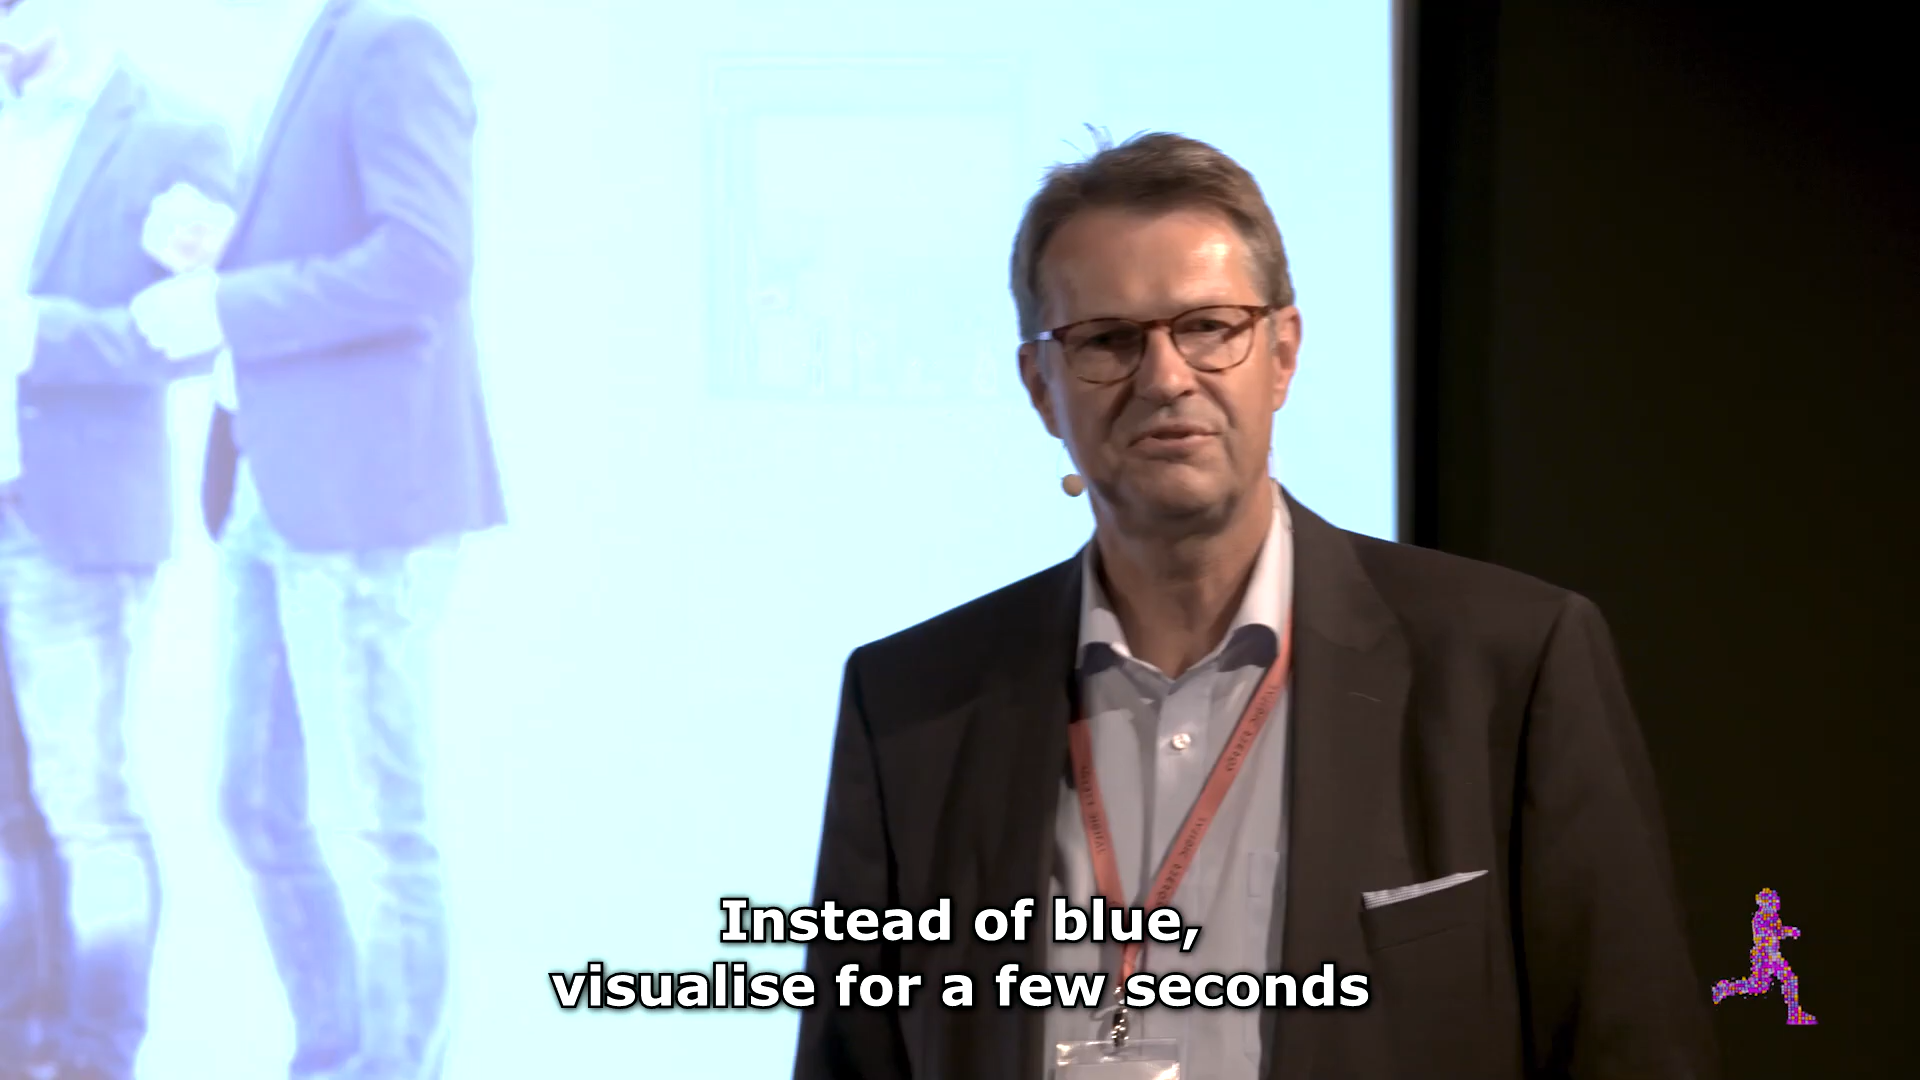 Instead of blue,
visualise for a few seconds